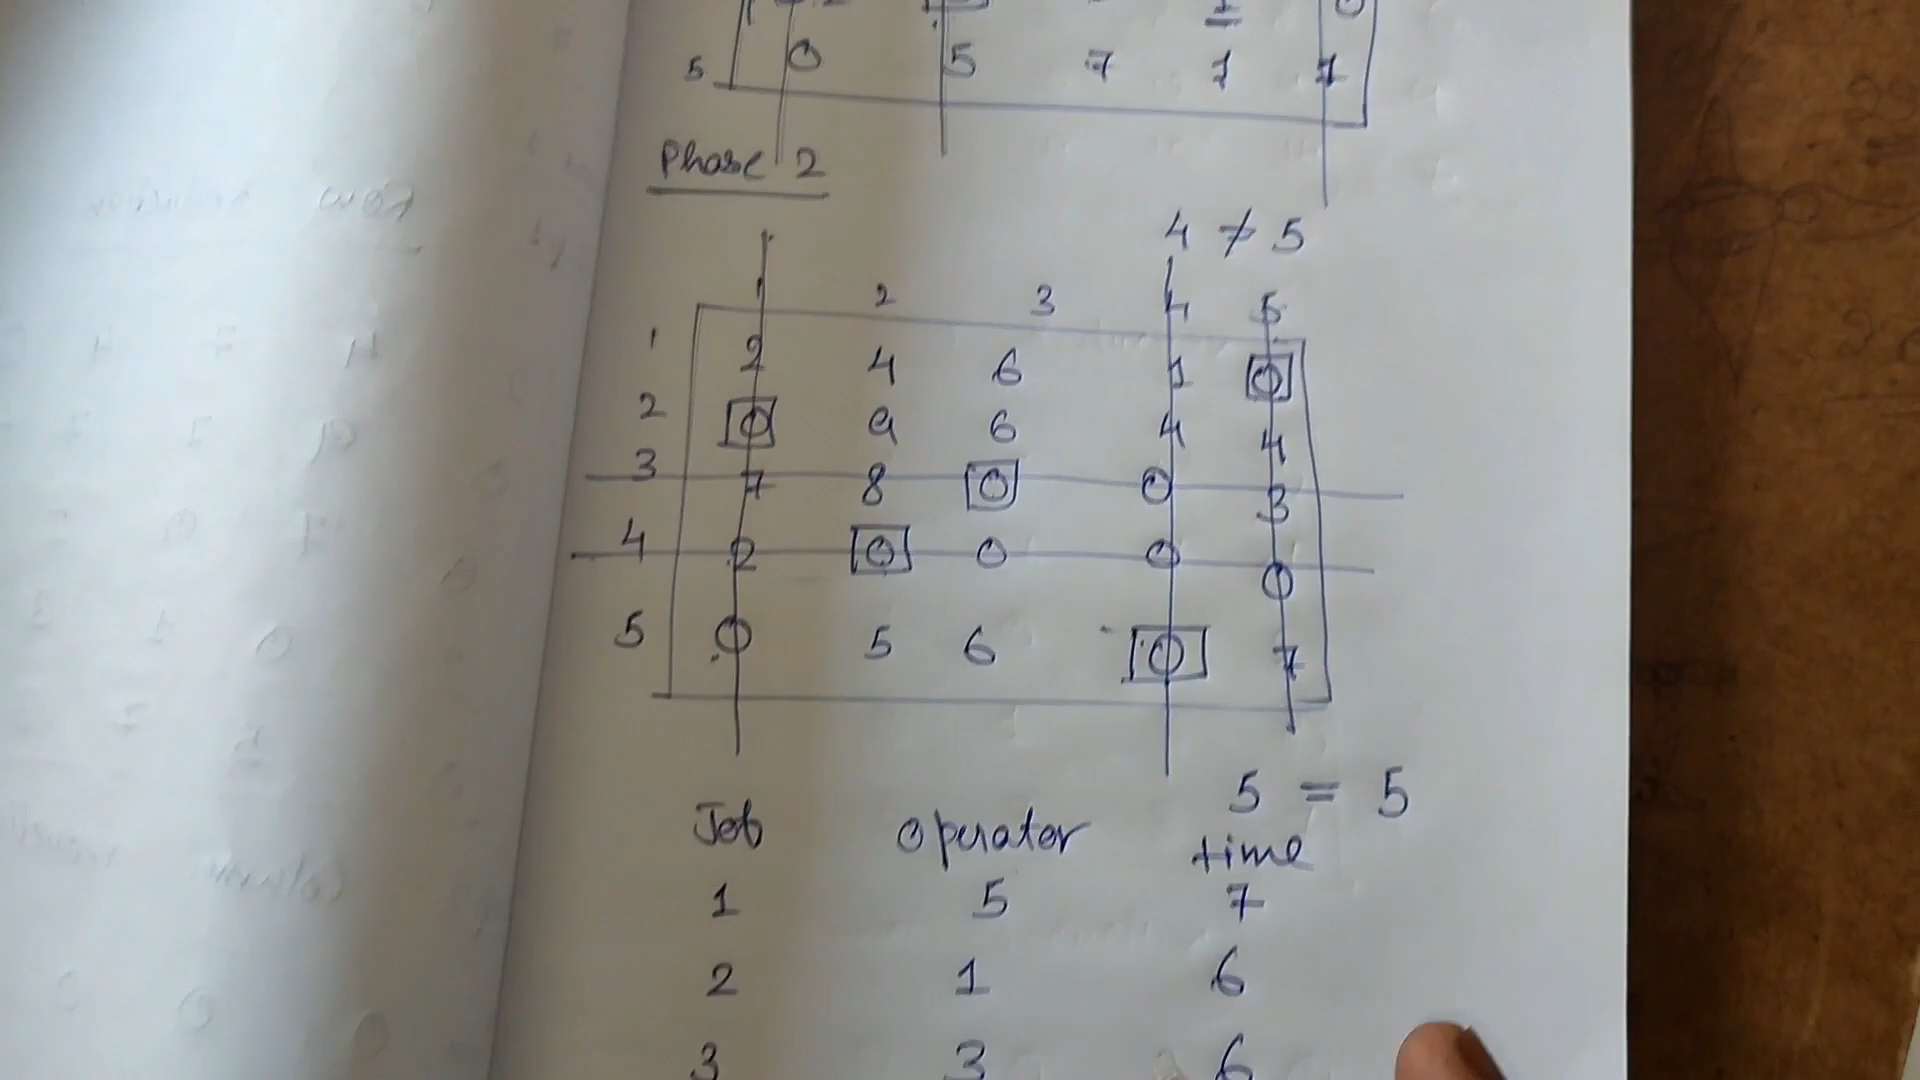 5 0 5 7 1 7
Phase 2
4 ≠ 5
1 2 3 4 5
1 2 4 6 1 0
2 0 9 6 4 4
3 7 8 0 0 3
4 2 0 0 0 0
5 0 5 6 0 7
5 = 5
Job operator time
1 5 7
2 1 6
3 3 6